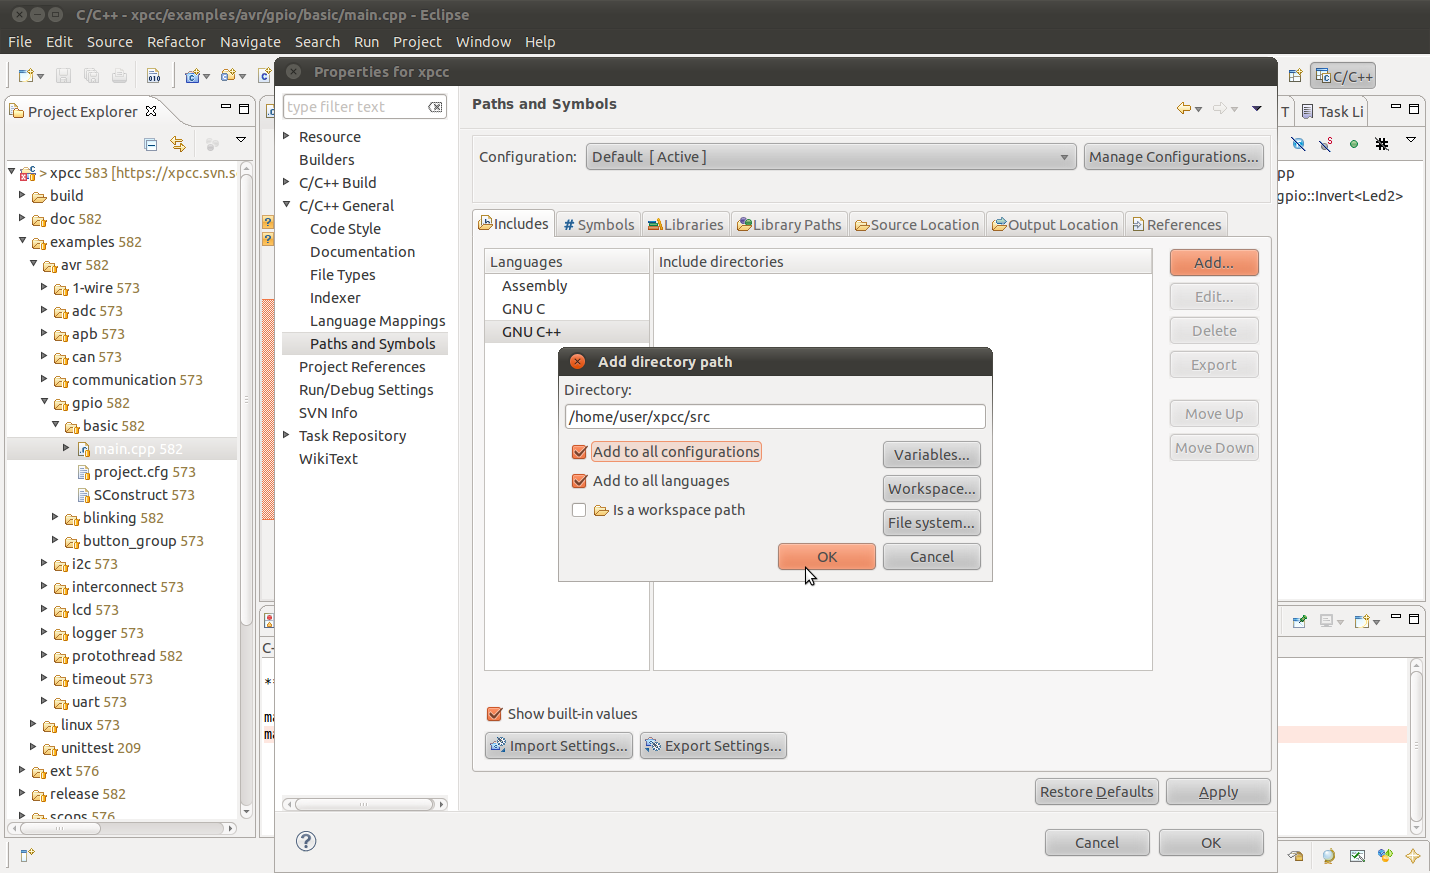 C/C++ - xpcc/examples/avr/gpio/basic/main.cpp - Eclipse
File Edit Source Refactor Navigate Search Run Project Window Help
C/C++
Project Explorer
> xpcc 583 [https://xpcc.svn.s
build
doc 582
examples 582
avr 582
1-wire 573
adc 573
apb 573
can 573
communication 573
gpio 582
basic 582
main.cpp 582
project.cfg 573
SConstruct 573
blinking 582
button_group 573
i2c 573
interconnect 573
lcd 573
logger 573
protothread 582
timeout 573
uart 573
linux 573
unittest 209
ext 576
release 582
scons 576
Properties for xpcc
type filter text
Resource
Builders
C/C++ Build
C/C++ General
Code Style
Documentation
File Types
Indexer
Language Mappings
Paths and Symbols
Project References
Run/Debug Settings
SVN Info
Task Repository
WikiText
Paths and Symbols
Configuration: Default [ Active ] Manage Configurations...
Includes # Symbols Libraries Library Paths Source Location Output Location References
Languages Include directories
Assembly
GNU C
GNU C++
Add...
Edit...
Delete
Export
Move Up
Move Down
Add directory path
Directory:
/home/user/xpcc/src
Add to all configurations
Add to all languages
Is a workspace path
Variables...
Workspace...
File system...
OK Cancel
Show built-in values
Import Settings... Export Settings...
Restore Defaults Apply
Cancel OK
T Task Li
pp
gpio::Invert<Led2>
C-
*
ma
ma